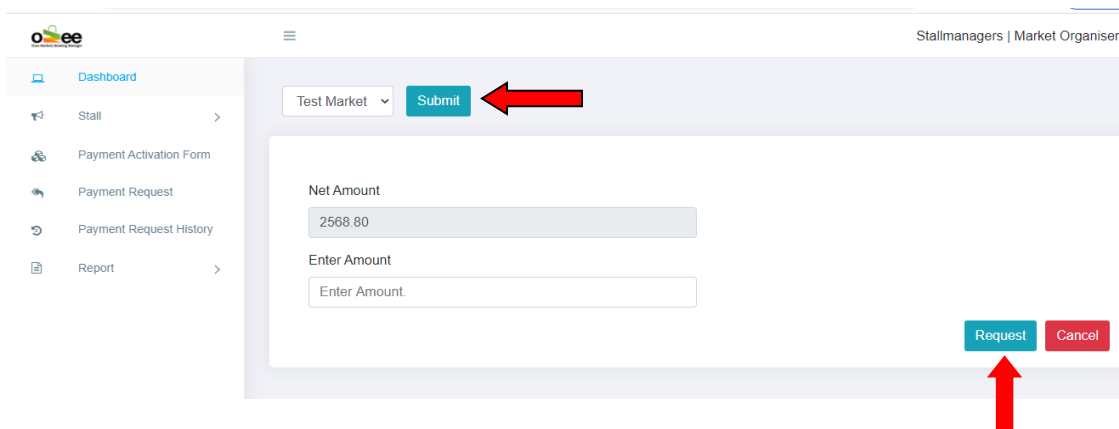 ozee
Stallmanagers | Market Organiser
Dashboard
Stall
Payment Activation Form
Payment Request
Payment Request History
Report
Test Market
Submit
Net Amount
2568.80
Enter Amount
Enter Amount.
Request
Cancel